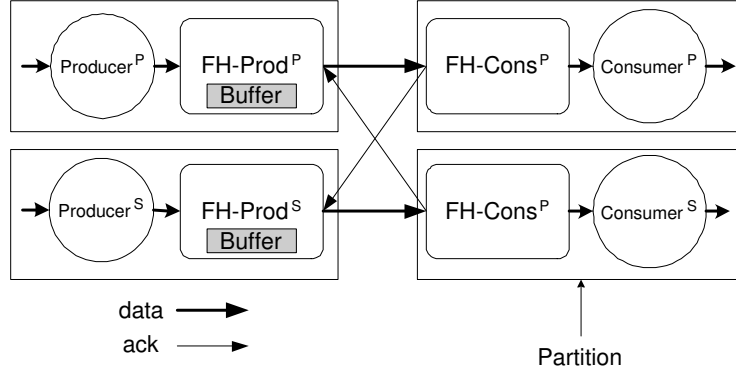 Producer^P
FH-Prod^P
Buffer
FH-Cons^P
Consumer^P
Producer^S
FH-Prod^S
Buffer
FH-Cons^P
Consumer^S
data
ack
Partition